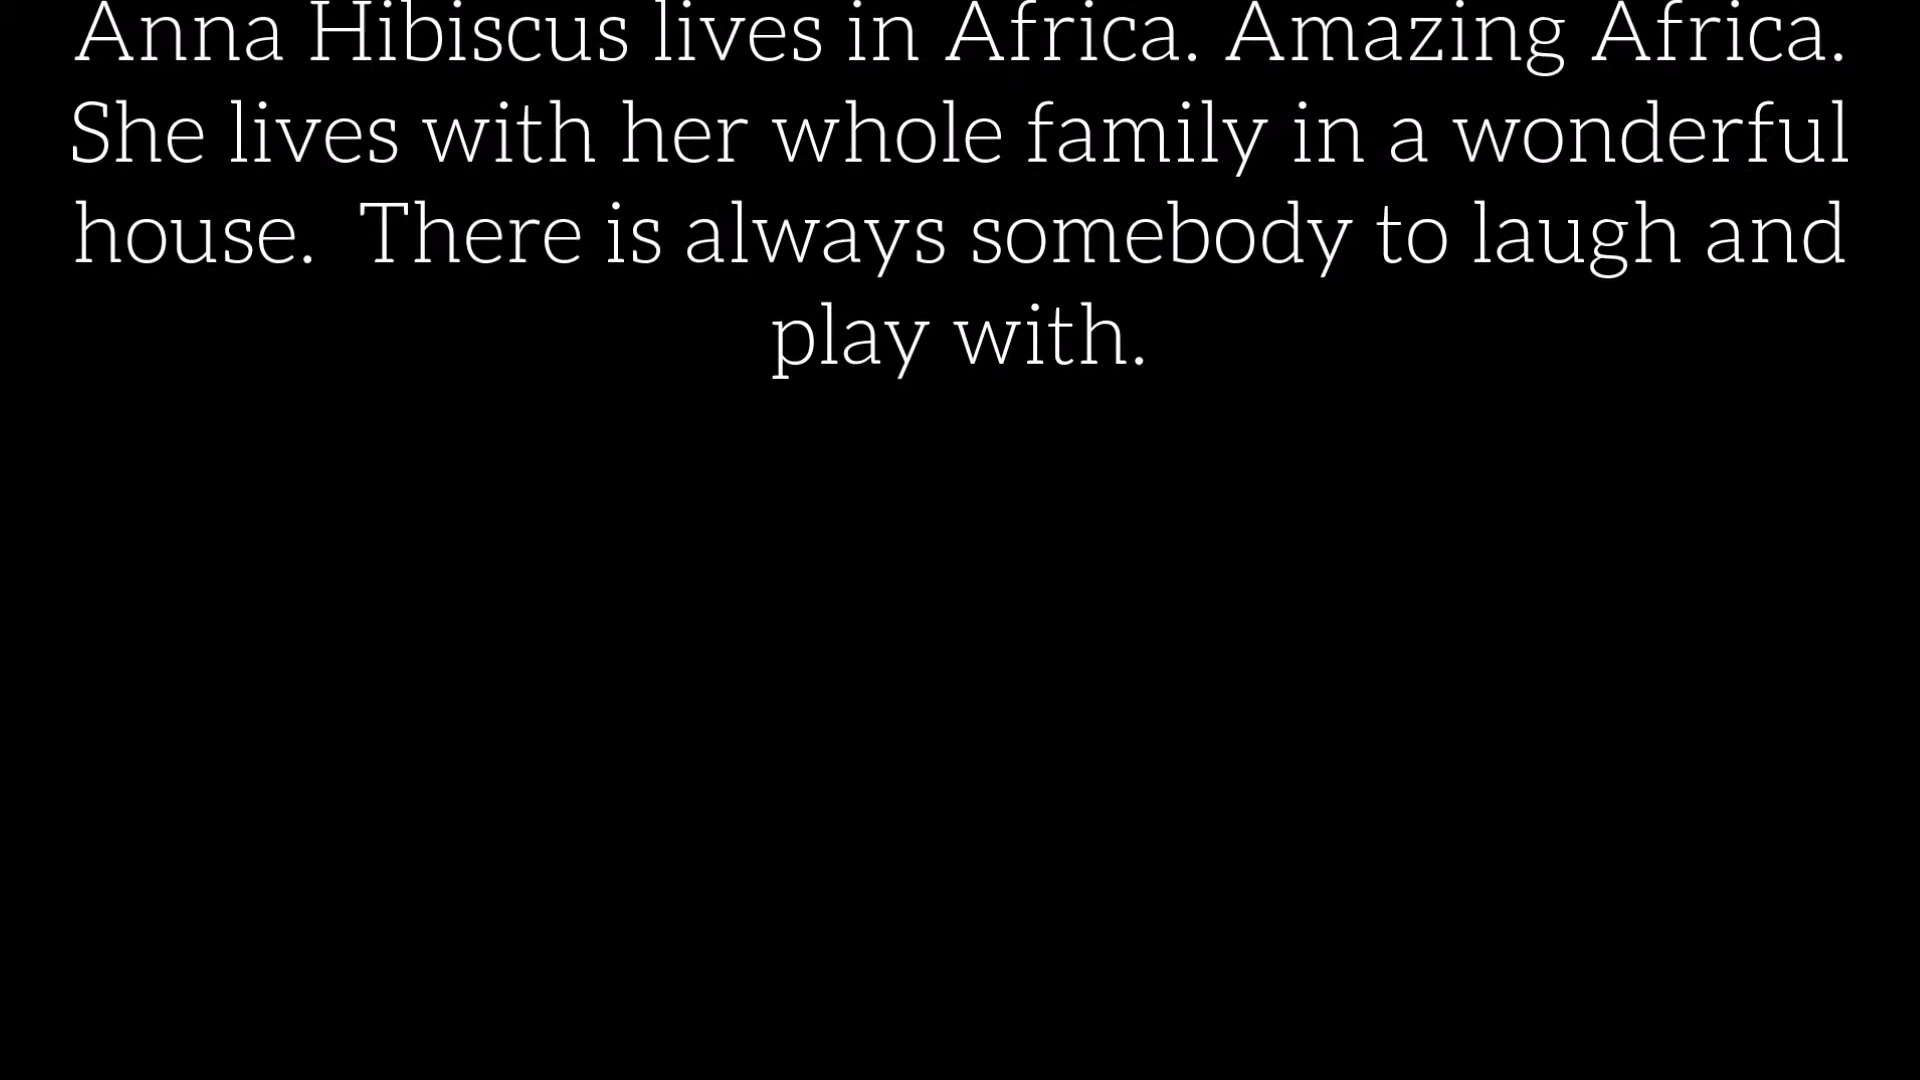 Anna Hibiscus lives in Africa. Amazing Africa.
She lives with her whole family in a wonderful
house.  There is always somebody to laugh and
play with.